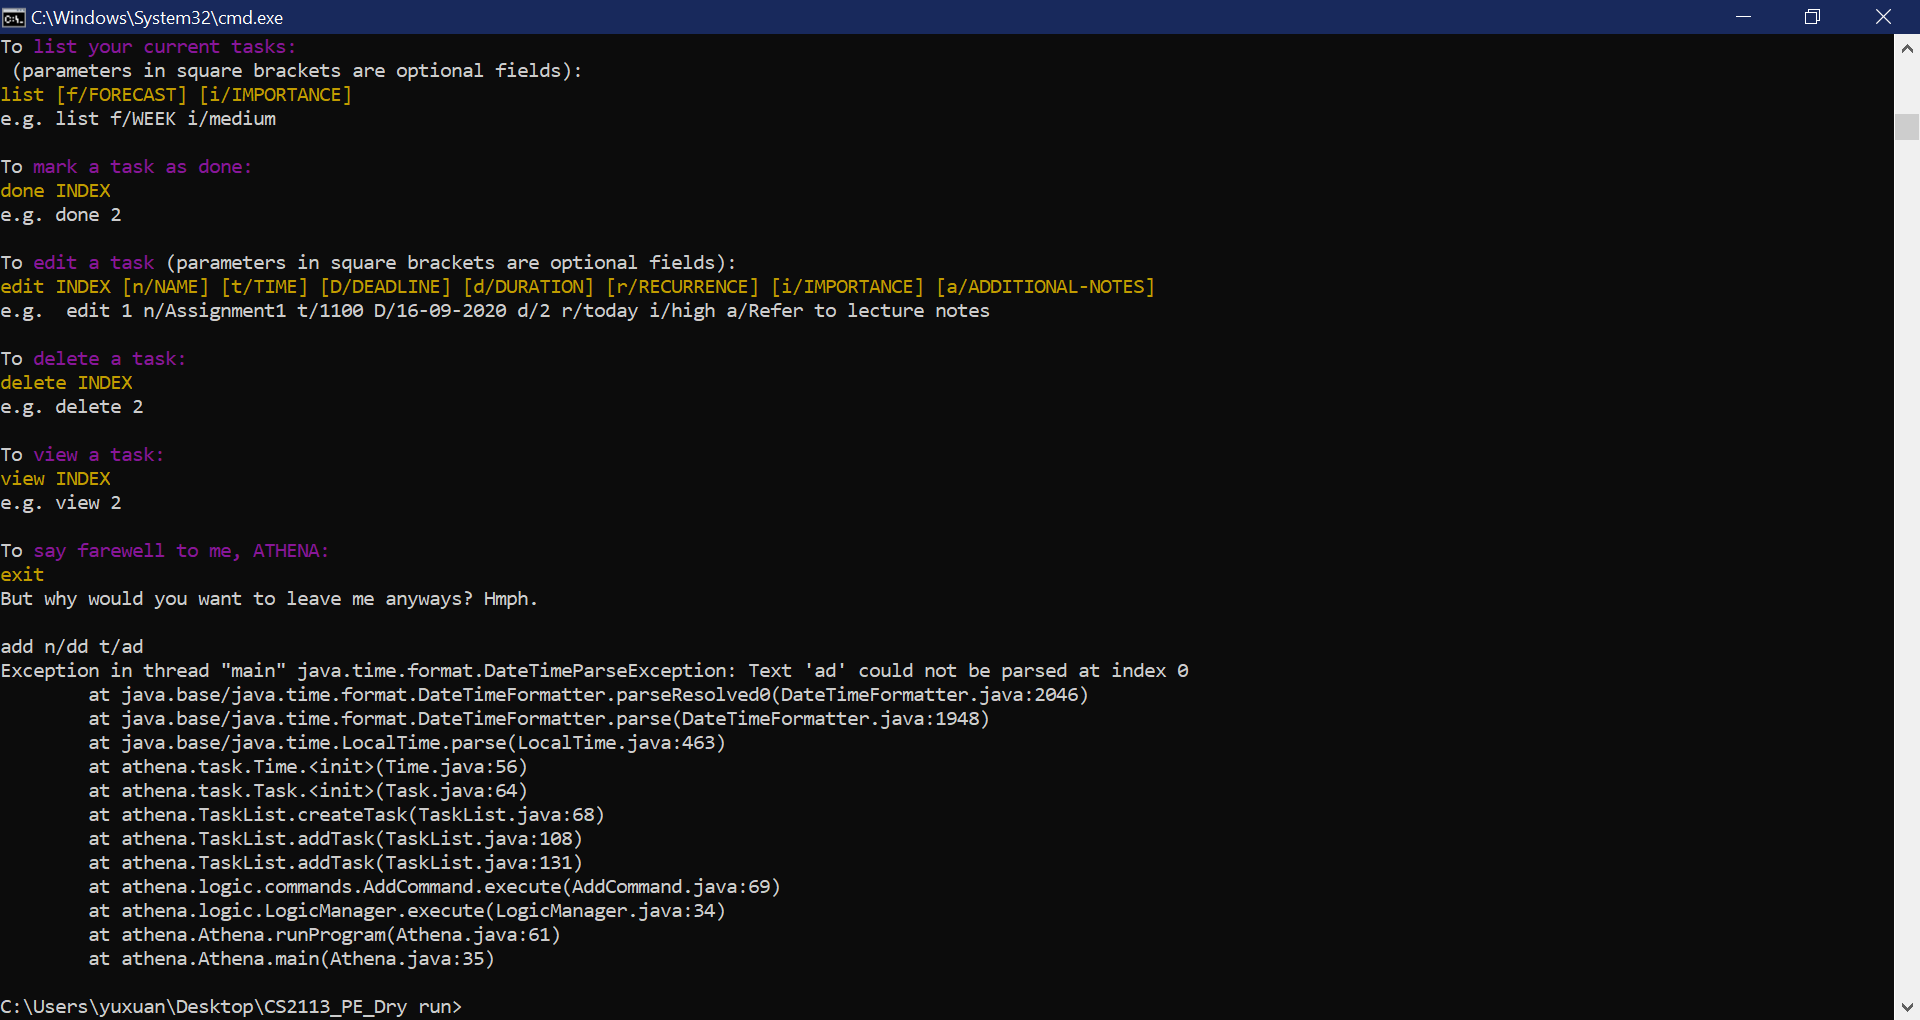 C:\Windows\System32\cmd.exe
To list your current tasks:
 (parameters in square brackets are optional fields):
list [f/FORECAST] [i/IMPORTANCE]
e.g. list f/WEEK i/medium

To mark a task as done:
done INDEX
e.g. done 2

To edit a task (parameters in square brackets are optional fields):
edit INDEX [n/NAME] [t/TIME] [D/DEADLINE] [d/DURATION] [r/RECURRENCE] [i/IMPORTANCE] [a/ADDITIONAL-NOTES]
e.g.  edit 1 n/Assignment1 t/1100 D/16-09-2020 d/2 r/today i/high a/Refer to lecture notes

To delete a task:
delete INDEX
e.g. delete 2

To view a task:
view INDEX
e.g. view 2

To say farewell to me, ATHENA:
exit
But why would you want to leave me anyways? Hmph.

add n/dd t/ad
Exception in thread "main" java.time.format.DateTimeParseException: Text 'ad' could not be parsed at index 0
        at java.base/java.time.format.DateTimeFormatter.parseResolved0(DateTimeFormatter.java:2046)
        at java.base/java.time.format.DateTimeFormatter.parse(DateTimeFormatter.java:1948)
        at java.base/java.time.LocalTime.parse(LocalTime.java:463)
        at athena.task.Time.<init>(Time.java:56)
        at athena.task.Task.<init>(Task.java:64)
        at athena.TaskList.createTask(TaskList.java:68)
        at athena.TaskList.addTask(TaskList.java:108)
        at athena.TaskList.addTask(TaskList.java:131)
        at athena.logic.commands.AddCommand.execute(AddCommand.java:69)
        at athena.logic.LogicManager.execute(LogicManager.java:34)
        at athena.Athena.runProgram(Athena.java:61)
        at athena.Athena.main(Athena.java:35)

C:\Users\yuxuan\Desktop\CS2113_PE_Dry run>